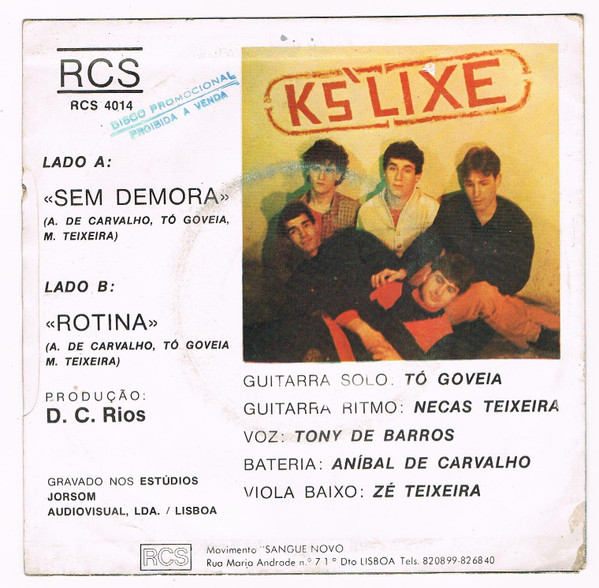 RCS
RCS 4014
DISCO PROMOCIONAL
PROIBIDA A VENDA
LADO A:
«SEM DEMORA»
(A. DE CARVALHO, TÓ GOVEIA,
M. TEIXEIRA)
LADO B:
«ROTINA»
(A. DE CARVALHO, TÓ GOVEIA
M. TEIXEIRA)
PRODUÇÃO:
D. C. Rios
GRAVADO NOS ESTÚDIOS
JORSOM
AUDIOVISUAL, LDA. / LISBOA
KS'LIXE
GUITARRA SOLO: TÓ GOVEIA
GUITARRA RITMO: NECAS TEIXEIRA
VOZ: TONY DE BARROS
BATERIA: ANÍBAL DE CARVALHO
VIOLA BAIXO: ZÉ TEIXEIRA
RCS
Movimento "SANGUE NOVO
Rua Maria Andrade n.º 7 1º Dto LISBOA Tels. 820899-826840